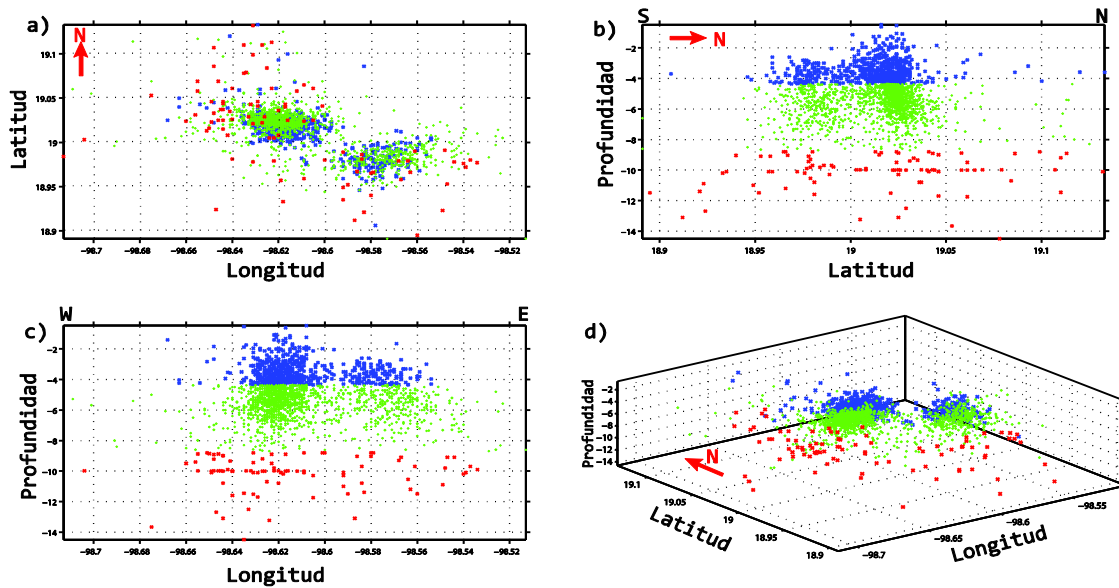 a)
N
19.1
19.05
19
18.95
18.9
Latitud
−98.7 −98.68 −98.66 −98.64 −98.62 −98.6 −98.58 −98.56 −98.54 −98.52
Longitud
b)
S N
N
−2
−4
−6
−8
−10
−12
−14
Profundidad
18.9 18.95 19 19.05 19.1
Latitud
c)
W E
−2
−4
−6
−8
−10
−12
−14
Profundidad
−98.7 −98.68 −98.66 −98.64 −98.62 −98.6 −98.58 −98.56 −98.54 −98.52
Longitud
d)
−2
−4
−6
−8
−10
−12
−14
Profundidad
N
19.1
19.05
19
18.95
18.9
Latitud
−98.7
−98.65
−98.6
−98.55
Longitud